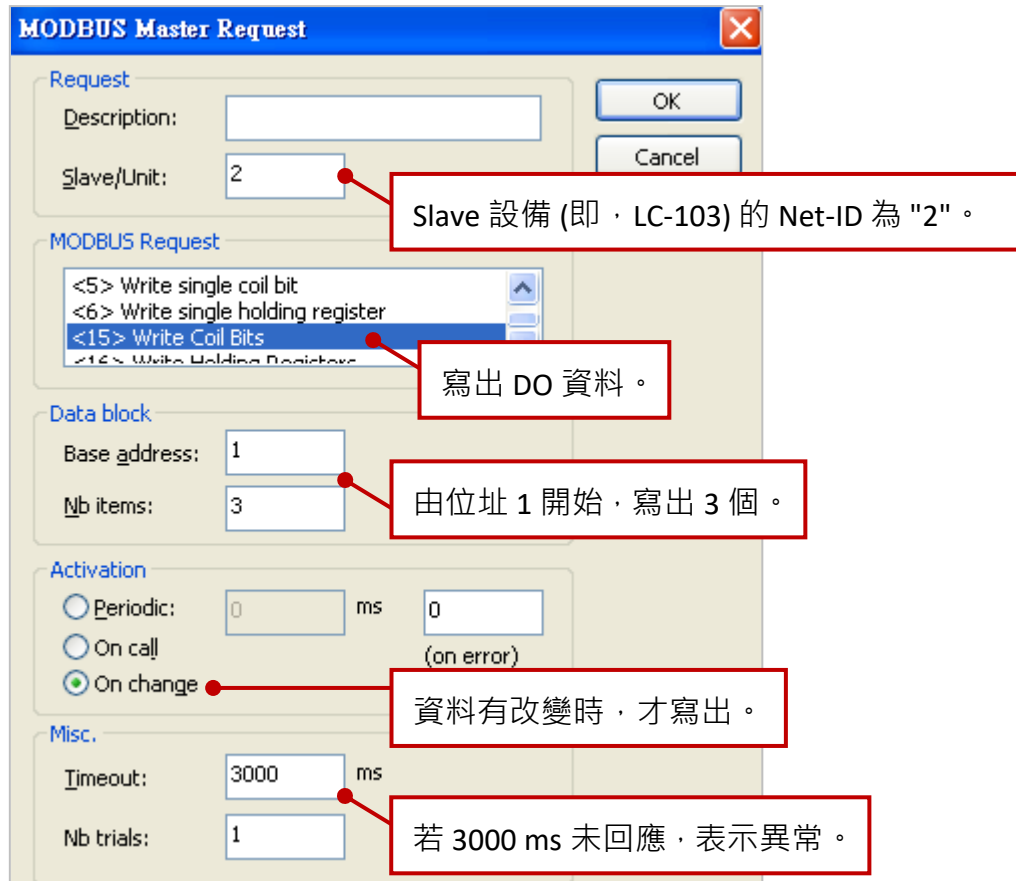 MODBUS Master Request
Request
OK
Description:
Cancel
Slave/Unit:
2
Slave 設備 (即，LC-103) 的 Net-ID 為 "2"。
MODBUS Request
<5> Write single coil bit
<6> Write single holding register
<15> Write Coil Bits
<16> Write Holding Registers
寫出 DO 資料。
Data block
Base address:
1
Nb items:
3
由位址 1 開始，寫出 3 個。
Activation
Periodic:
0
ms
0
On call
(on error)
On change
資料有改變時，才寫出。
Misc.
Timeout:
3000
ms
Nb trials:
1
若 3000 ms 未回應，表示異常。